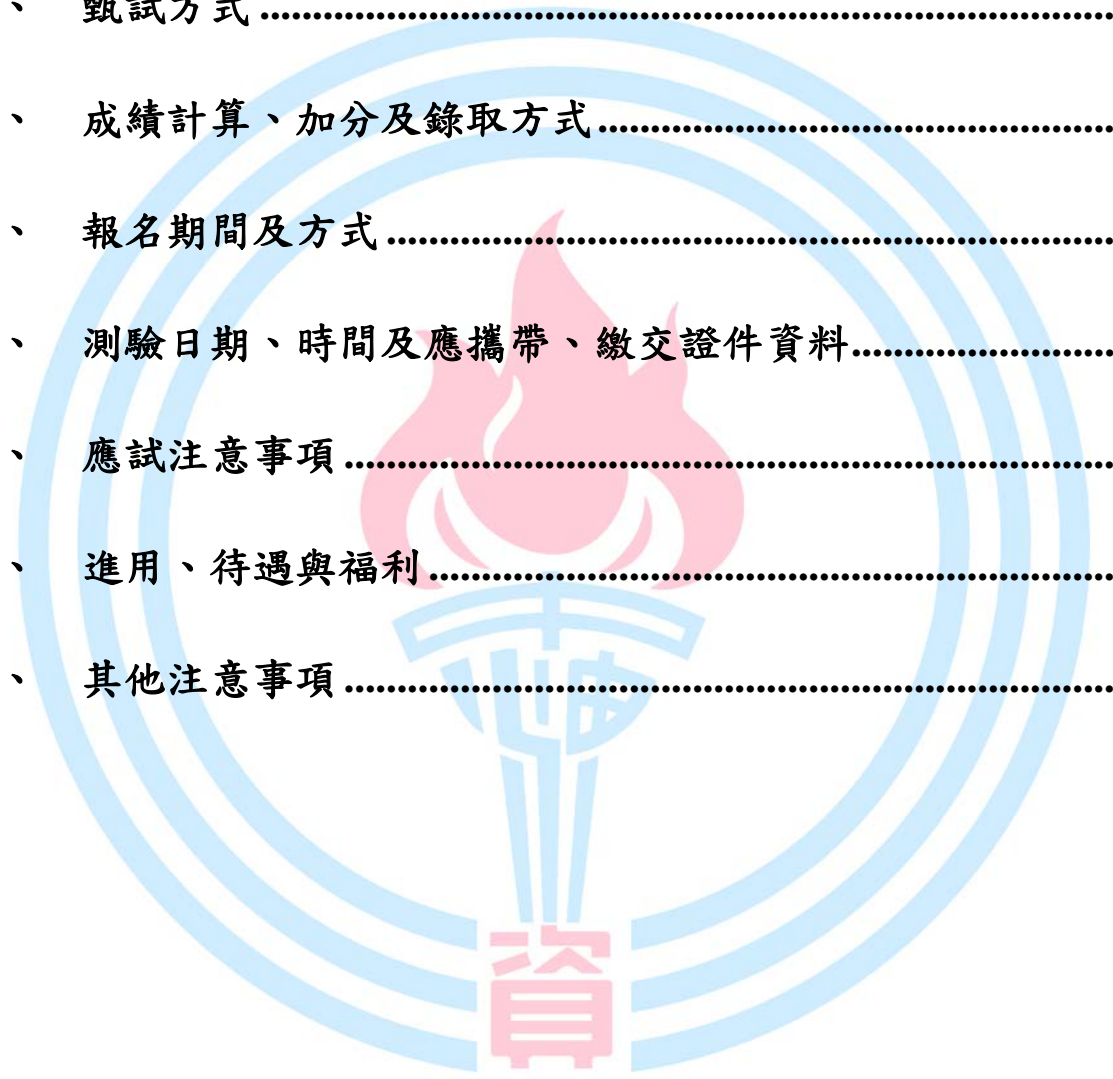 、 甄試方式
、 成績計算、加分及錄取方式
、 報名期間及方式
、 測驗日期、時間及應攜帶、繳交證件資料
、 應試注意事項
、 進用、待遇與福利
、 其他注意事項
中油
資